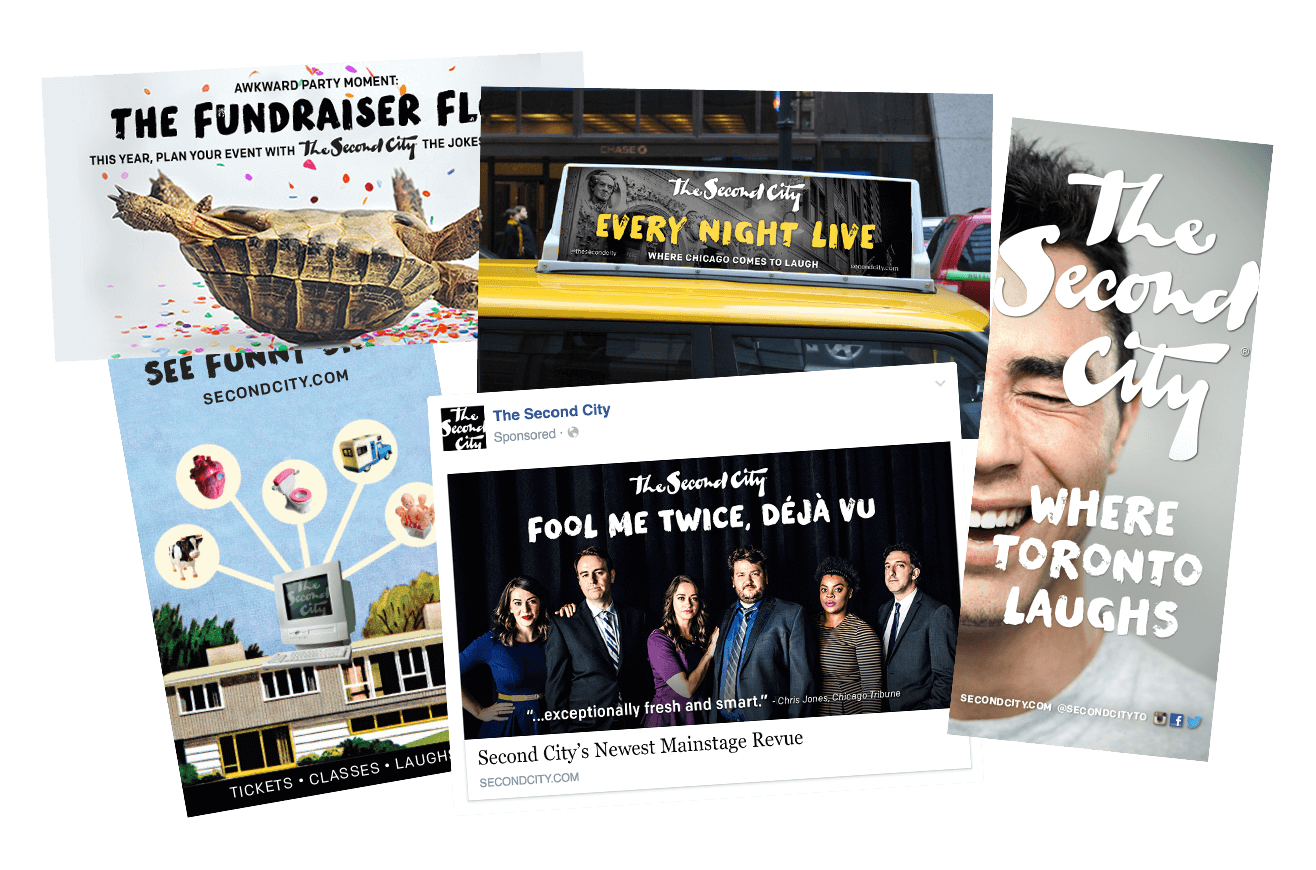 AWKWARD PARTY MOMENT:
THE FUNDRAISER
THIS YEAR, PLAN YOUR EVENT WITH The Second City THE JOKES
CHASE
The Second City
EVERY NIGHT LIVE
@thesecondcity
WHERE CHICAGO COMES TO LAUGH
secondcity.com
The
Second
City
®
WHERE
TORONTO
LAUGHS
SECONDCITY.COM @SECONDCITYTO
SEE FUNNY
SECONDCITY.COM
The
Second
City
TICKETS • CLASSES • LAUGHS
The
Second
City
The Second City
Sponsored ·
The Second City
FOOL ME TWICE, DÉJÀ VU
“...exceptionally fresh and smart.” - Chris Jones, Chicago Tribune
Second City’s Newest Mainstage Revue
SECONDCITY.COM